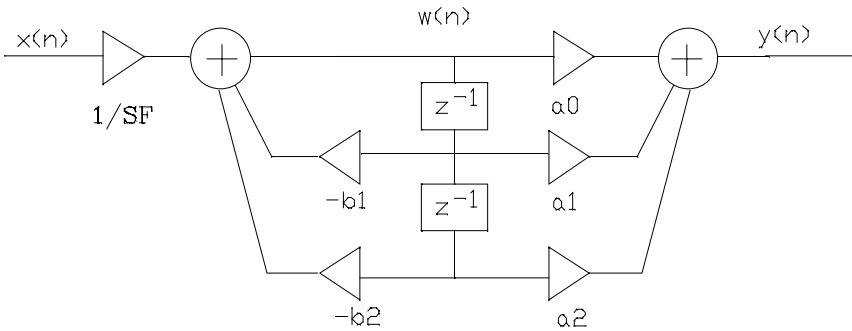 w(n)
x(n)
y(n)
+
+
1/SF
z⁻¹
a0
-b1
a1
z⁻¹
-b2
a2